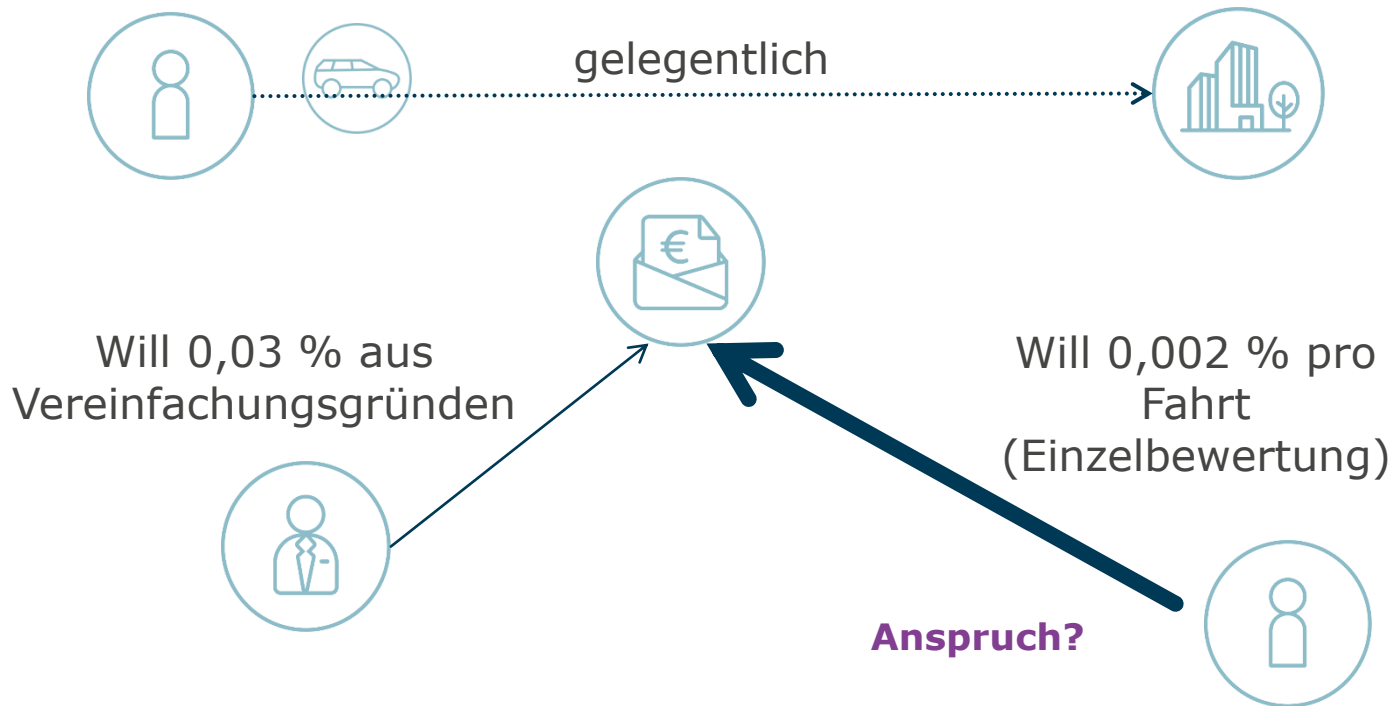 gelegentlich
€
Will 0,03 % aus
Vereinfachungsgründen
Will 0,002 % pro
Fahrt
(Einzelbewertung)
Anspruch?